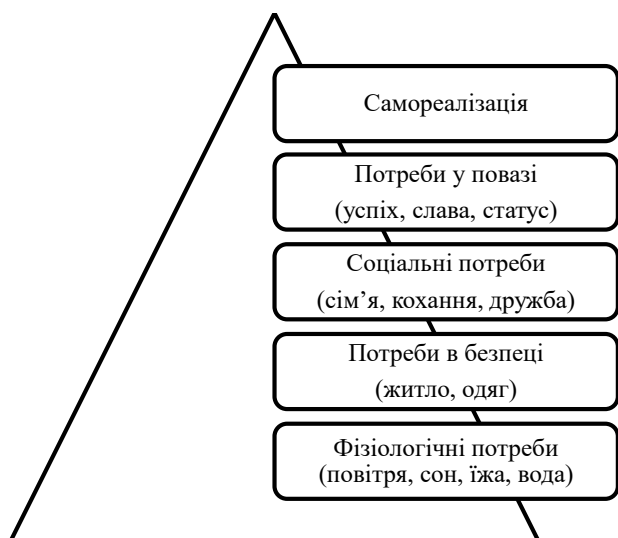 Самореалізація
Потреби у повазі
(успіх, слава, статус)
Соціальні потреби
(сім’я, кохання, дружба)
Потреби в безпеці
(житло, одяг)
Фізіологічні потреби
(повітря, сон, їжа, вода)